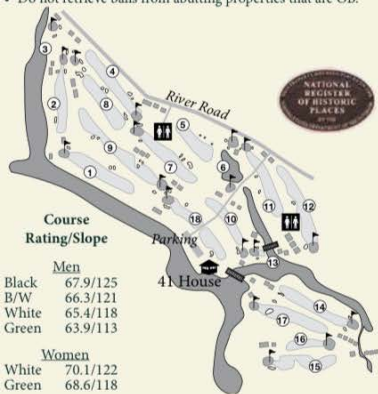 • Do not retrieve balls from abutting properties that are OB.
3
4
2
8
River Road
NATIONAL
REGISTER
OF HISTORIC
PLACES
5
9
7
6
1
11
12
18
10
Course
Rating/Slope
Parking
13
41 House
Men
Black 67.9/125
B/W 66.3/121
White 65.4/118
Green 63.9/113
14
17
16
15
Women
White 70.1/122
Green 68.6/118